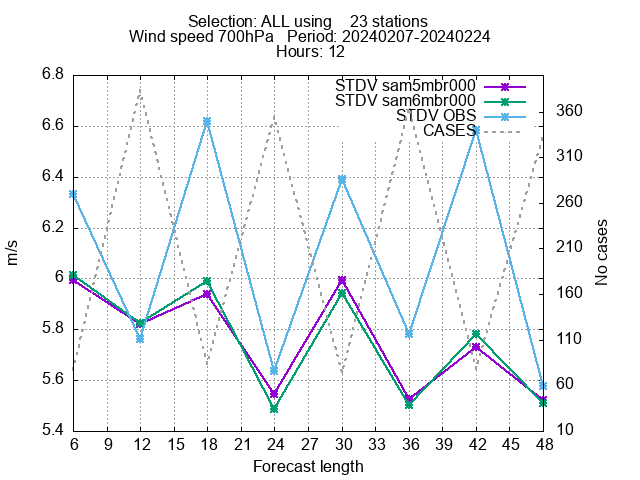 Selection: ALL using 23 stations
Wind speed 700hPa Period: 20240207-20240224
Hours: 12
STDV sam5mbr000
STDV sam6mbr000
STDV OBS
CASES
6.8
6.6
6.4
6.2
6
5.8
5.6
5.4
m/s
360
310
260
210
160
110
60
10
No cases
6 12 15 18 21 24 27 30 33 36 39 42 45 48
Forecast length